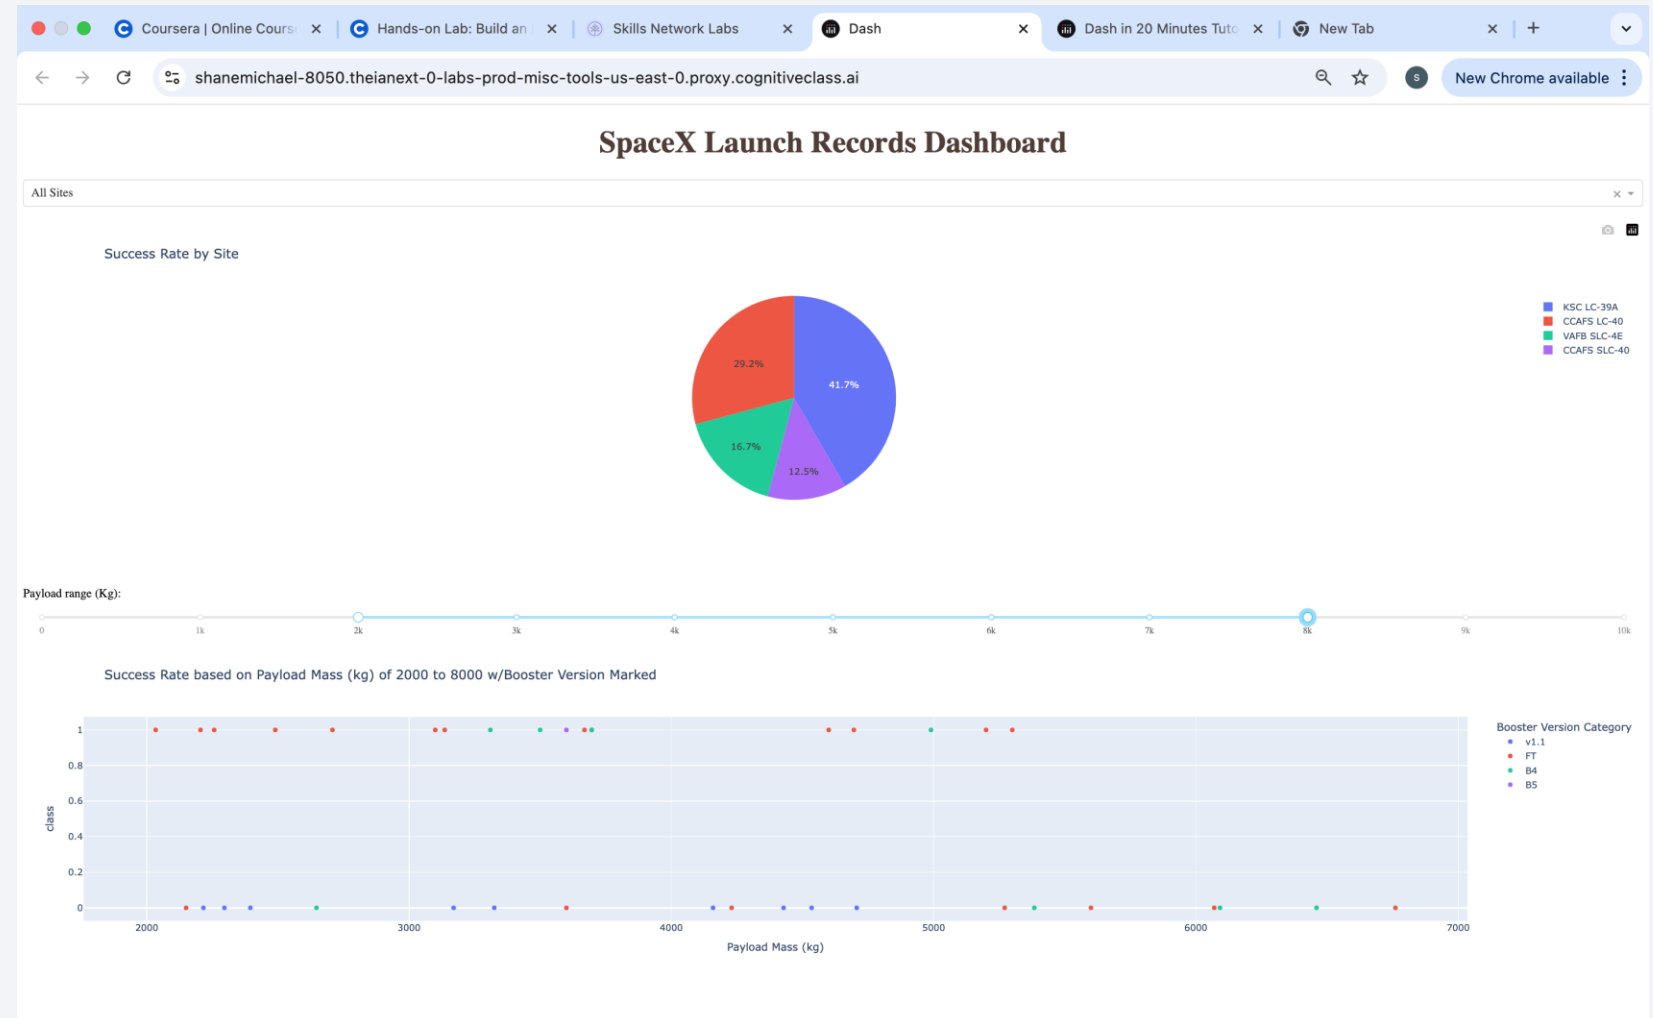 Coursera | Online Cours
Hands-on Lab: Build an
Skills Network Labs
Dash
Dash in 20 Minutes Tuto
New Tab
shanemichael-8050.theianext-0-labs-prod-misc-tools-us-east-0.proxy.cognitiveclass.ai
S
New Chrome available
SpaceX Launch Records Dashboard
All Sites
Success Rate by Site
KSC LC-39A
CCAFS LC-40
VAFB SLC-4E
CCAFS SLC-40
29.2%
41.7%
16.7%
12.5%
Payload range (Kg):
0 1k 2k 3k 4k 5k 6k 7k 8k 9k 10k
Success Rate based on Payload Mass (kg) of 2000 to 8000 w/Booster Version Marked
Booster Version Category
v1.1
FT
B4
B5
1
0.8
0.6
0.4
0.2
0
class
2000 3000 4000 5000 6000 7000
Payload Mass (kg)